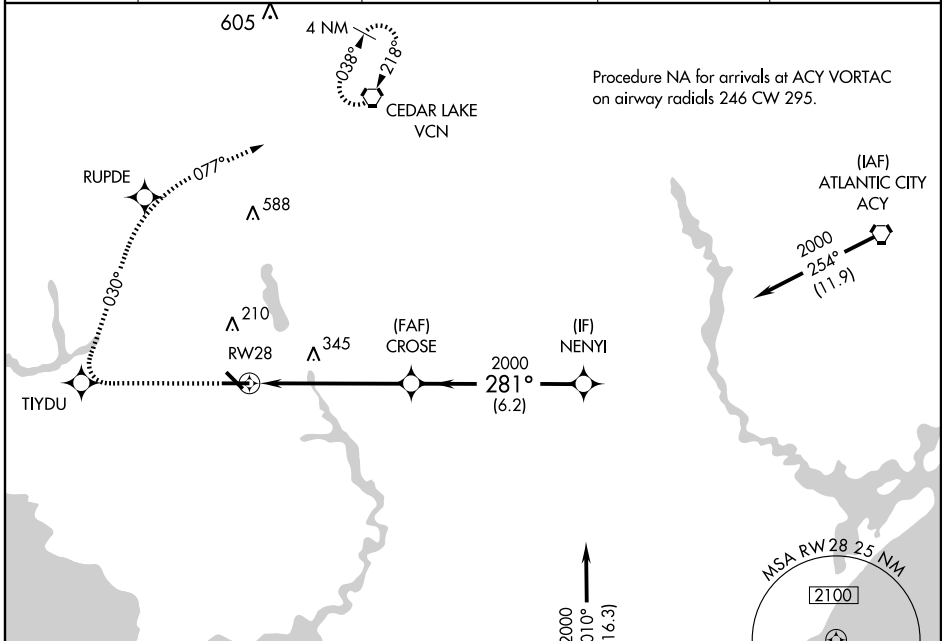 605
4 NM
038°
218°
CEDAR LAKE
VCN
Procedure NA for arrivals at ACY VORTAC
on airway radials 246 CW 295.
077°
RUPDE
588
(IAF)
ATLANTIC CITY
ACY
2000
254°
(11.9)
030°
210
345
RW28
(FAF)
CROSE
(IF)
NENYI
2000
281°
(6.2)
TIYDU
MSA RW28 25 NM
2100
2000
010°
16.3)